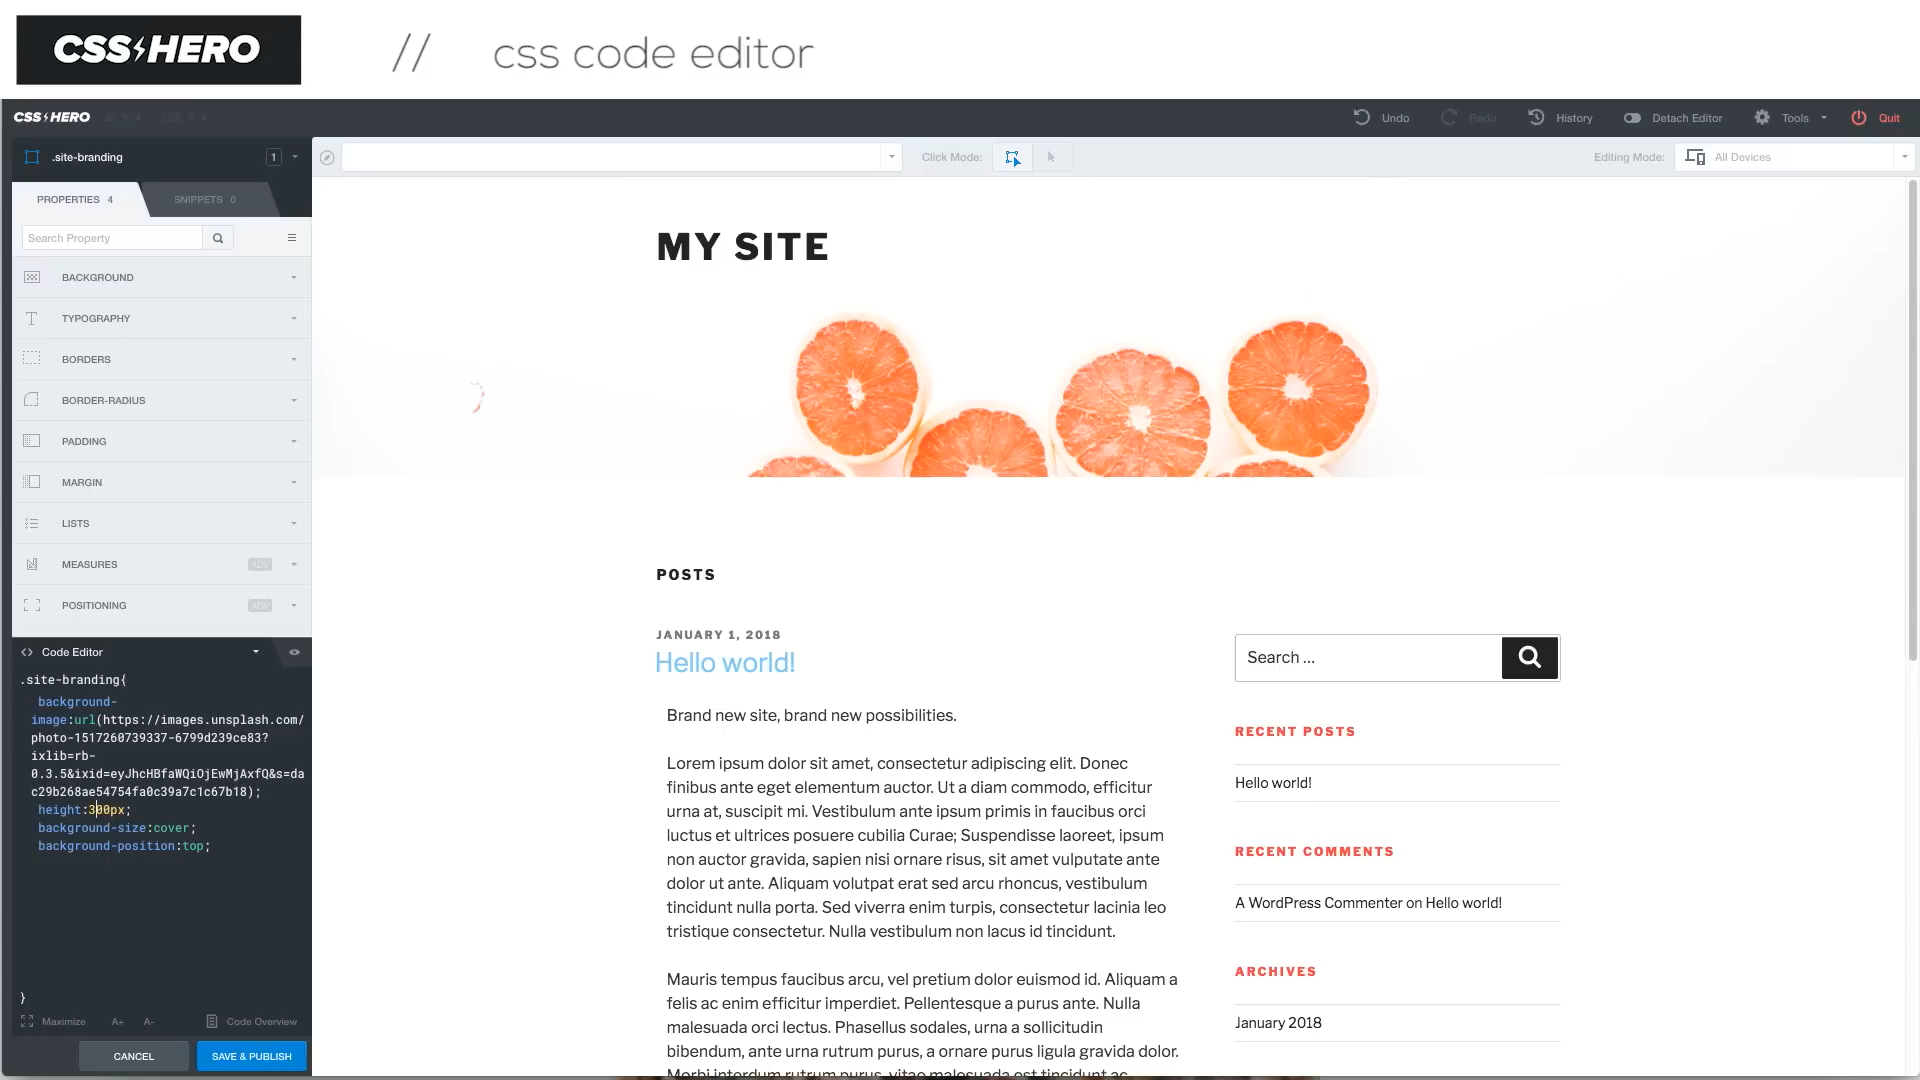 CSS HERO // css code editor
CSS HERO
Undo Redo History Detach Editor Tools Quit
.site-branding 1
Click Mode: Editing Mode: All Devices
PROPERTIES 4 SNIPPETS 0
Search Property
BACKGROUND
TYPOGRAPHY
BORDERS
BORDER-RADIUS
PADDING
MARGIN
LISTS
MEASURES ADV
POSITIONING ADV
Code Editor
.site-branding{
background-
image:url(https://images.unsplash.com/
photo-1517260739337-6799d239ce83?
ixlib=rb-
0.3.5&ixid=eyJhcHBfaWQiOjEwMjAxfQ&s=da
c29b268ae54754fa0c39a7c1c67b18);
height:300px;
background-size:cover;
background-position:top;
}
Maximize A+ A- Code Overview
CANCEL SAVE & PUBLISH
MY SITE
POSTS
JANUARY 1, 2018
Hello world!
Brand new site, brand new possibilities.
Lorem ipsum dolor sit amet, consectetur adipiscing elit. Donec
finibus ante eget elementum auctor. Ut a diam commodo, efficitur
urna at, suscipit mi. Vestibulum ante ipsum primis in faucibus orci
luctus et ultrices posuere cubilia Curae; Suspendisse laoreet, ipsum
non auctor gravida, sapien nisi ornare risus, sit amet vulputate ante
dolor ut ante. Aliquam volutpat erat sed arcu rhoncus, vestibulum
tincidunt nulla porta. Sed viverra enim turpis, consectetur lacinia leo
tristique consectetur. Nulla vestibulum non lacus id tincidunt.
Mauris tempus faucibus arcu, vel pretium dolor euismod id. Aliquam a
felis ac enim efficitur imperdiet. Pellentesque a purus ante. Nulla
malesuada orci lectus. Phasellus sodales, urna a sollicitudin
bibendum, ante urna rutrum purus, a ornare purus ligula gravida dolor.
Morbi interdum rutrum purus, vitae malesuada est tincidunt ac.
Search ...
RECENT POSTS
Hello world!
RECENT COMMENTS
A WordPress Commenter on Hello world!
ARCHIVES
January 2018